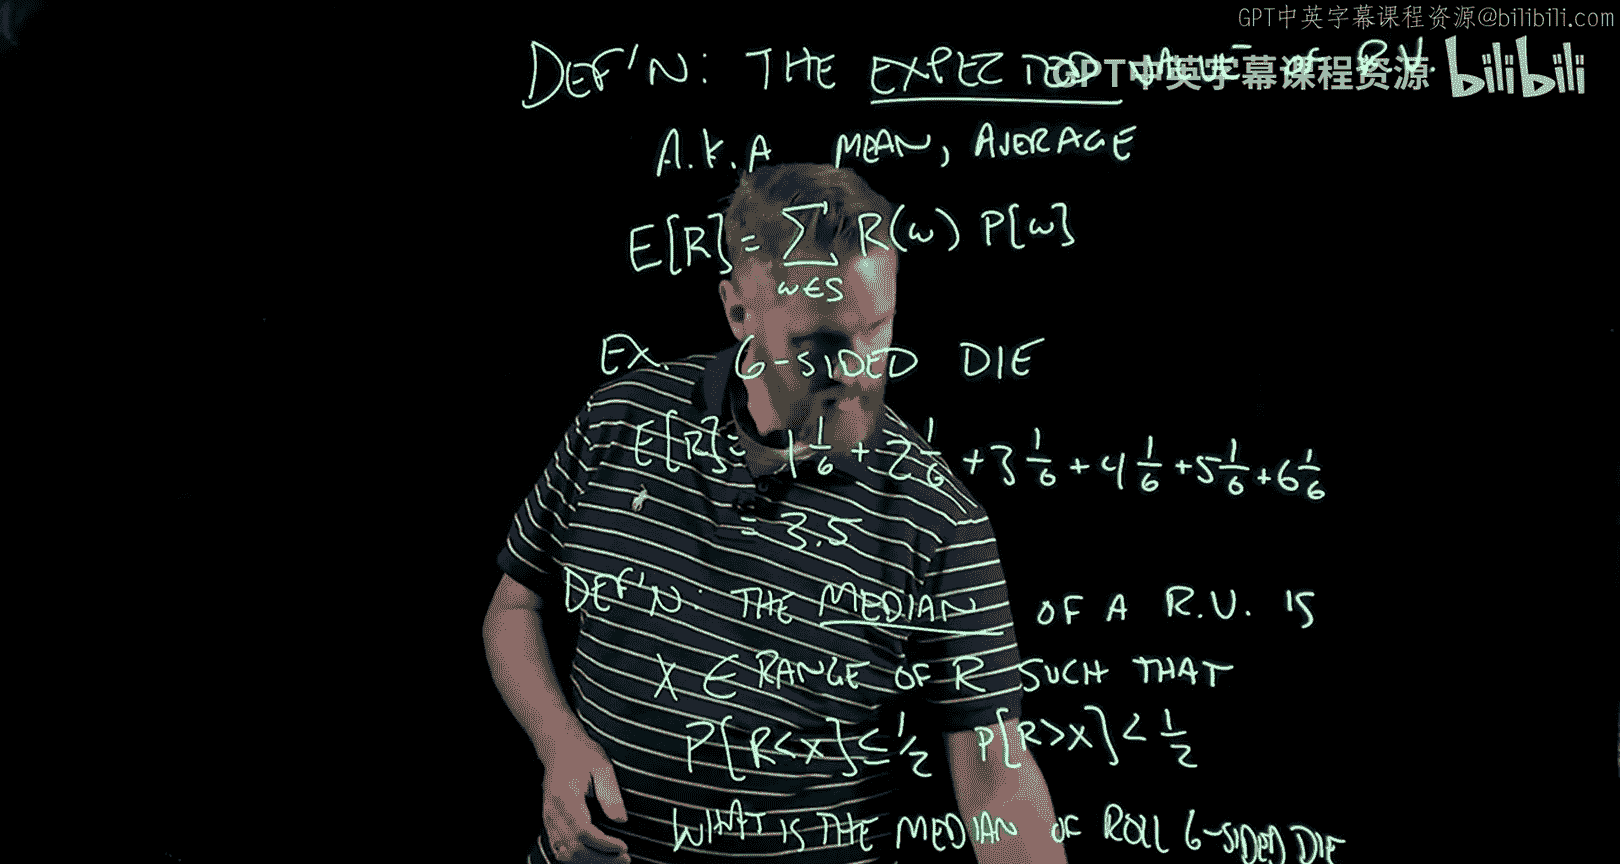 GPT中英字幕课程资源@bilibili.com
DEF'N: THE EXPECTED VALUE OF R.V.
GPT中英字幕课程资源 bilibili
A.K.A MEAN, AVERAGE
E[R] = ∑ R(ω) P[ω]
ω∈S
EX. 6-SIDED DIE
E[R] = 1 1/6 + 2 1/6 + 3 1/6 + 4 1/6 + 5 1/6 + 6 1/6
= 3.5
DEF'N: THE MEDIAN OF A R.V. IS
X ∈ RANGE OF R SUCH THAT
P[R<X] ≤ 1/2 P[R>X] < 1/2
WHAT IS THE MEDIAN OF ROLL 6-SIDED DIE